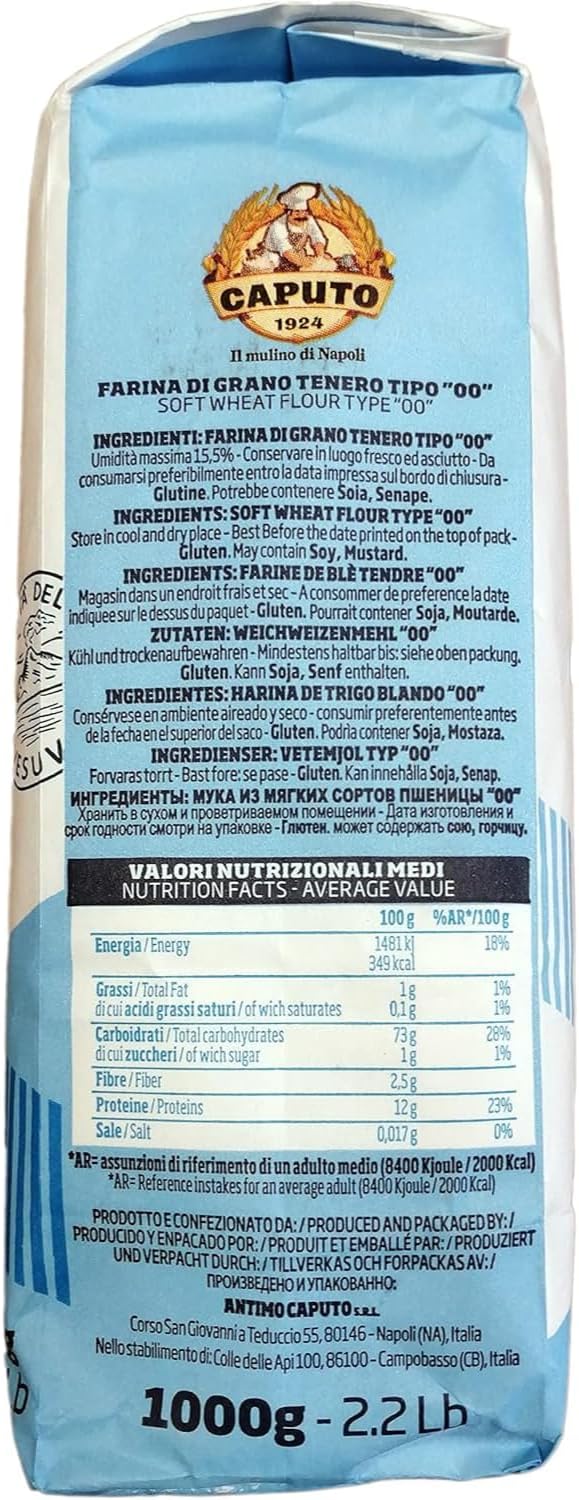 CAPUTO
1924
Il mulino di Napoli
FARINA DI GRANO TENERO TIPO "00"
SOFT WHEAT FLOUR TYPE "00"
INGREDIENTI: FARINA DI GRANO TENERO TIPO "00"
Umidità massima 15,5% - Conservare in luogo fresco ed asciutto - Da
consumarsi preferibilmente entro la data impressa sul bordo di chiusura -
Glutine. Potrebbe contenere Soia, Senape.
INGREDIENTS: SOFT WHEAT FLOUR TYPE "00"
Store in cool and dry place - Best Before the date printed on the top of pack -
Gluten. May contain Soy, Mustard.
INGREDIENTS: FARINE DE BLÈ TENDRE "00"
Magasin dans un endroit frais et sec - A consommer de preference la date
indiquee sur le dessus du paquet - Gluten. Pourrait contener Soja, Moutarde.
ZUTATEN: WEICHWEIZENMEHL "00"
Kühl und trockenaufbewahren - Mindestens haltbar bis: siehe oben packung.
Gluten. Kann Soja, Senf enthalten.
INGREDIENTES: HARINA DE TRIGO BLANDO "00"
Consérvese en ambiente aireado y seco - consumir preferentemente antes
de la fecha en el superior del saco - Gluten. Podrìa contener Soja, Mostaza.
INGREDIENSER: VETEMJOL TYP "00"
Forvaras torrt - Bast fore: se pase - Gluten. Kan innehålla Soja, Senap.
ИНГРЕДИЕНТЫ: МУКА ИЗ МЯГКИХ СОРТОВ ПШЕНИЦЫ "00"
Хранить в сухом и проветриваемом помещении - Дата изготовления и
срок годности смотри на упаковке - Глютен. может содержать сою, горчицу.
VALORI NUTRIZIONALI MEDI
NUTRITION FACTS - AVERAGE VALUE
100 g %AR*/100 g
Energia / Energy 1481 kj 18%
349 kcal
Grassi / Total Fat 1 g 1%
di cui acidi grassi saturi / of wich saturates 0,1 g 1%
Carboidrati / Total carbohydrates 73 g 28%
di cui zuccheri / of wich sugar 1 g 1%
Fibre / Fiber 2,5 g
Proteine / Proteins 12 g 23%
Sale / Salt 0,017 g 0%
*AR= assunzioni di riferimento di un adulto medio (8400 Kjoule / 2000 Kcal)
*AR= Reference instakes for an average adult (8400 Kjoule / 2000 Kcal)
PRODOTTO E CONFEZIONATO DA: / PRODUCED AND PACKAGED BY: /
PRODUCIDO Y ENPACADO POR: / PRODUIT ET EMBALLÉ PAR: / PRODUZIERT
UND VERPACHT DURCH: / TILLVERKAS OCH FORPACKAS AV: /
ПРОИЗВЕДЕНО И УПАКОВАННО:
ANTIMO CAPUTO S.R.L.
Corso San Giovanni a Teduccio 55, 80146 - Napoli (NA), Italia
Nello stabilimento di: Colle delle Api 100, 86100 - Campobasso (CB), Italia
1000g - 2.2 Lb